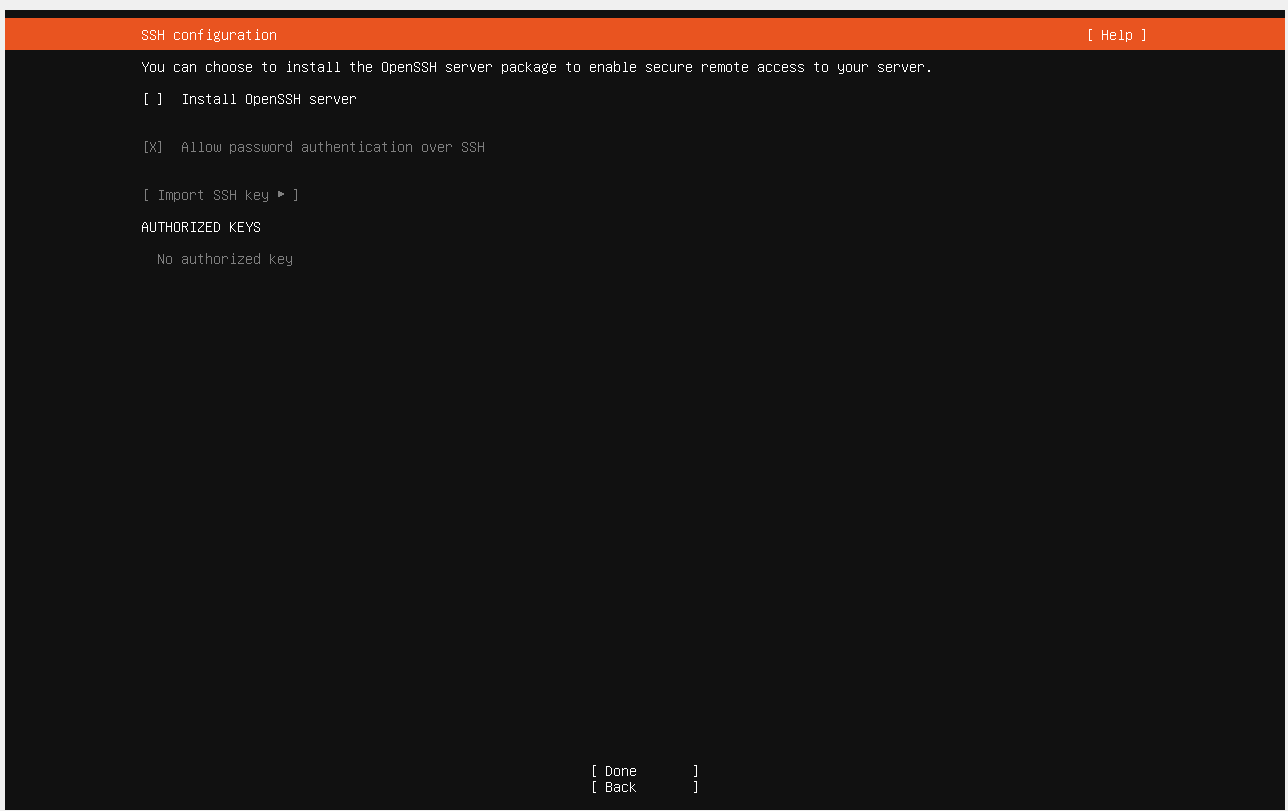 SSH configuration [ Help ]
You can choose to install the OpenSSH server package to enable secure remote access to your server.
[ ] Install OpenSSH server
[X] Allow password authentication over SSH
[ Import SSH key ► ]
AUTHORIZED KEYS
No authorized key
[ Done ]
[ Back ]